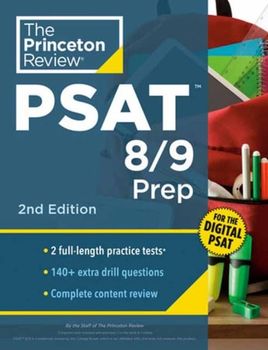 The
Princeton
Review®
PSAT™
8/9
Prep
2nd Edition
FOR THE
DIGITAL
PSAT
• 2 full-length practice tests*
• 140+ extra drill questions
• Complete content review
By the Staff of The Princeton Review